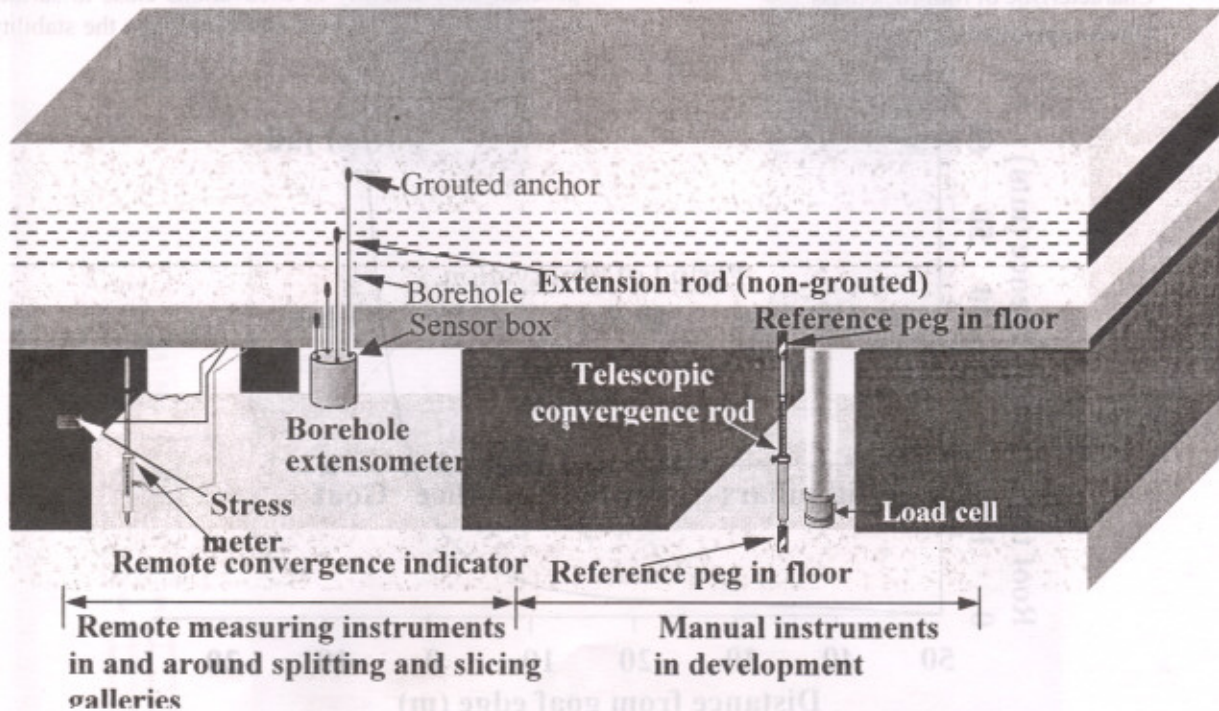 Grouted anchor
Extension rod (non-grouted)
Borehole
Sensor box
Reference peg in floor
Telescopic
convergence rod
Borehole
extensometer
Stress
meter
Load cell
Remote convergence indicator
Reference peg in floor
Remote measuring instruments
in and around splitting and slicing
galleries
Manual instruments
in development